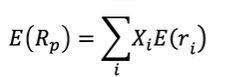 E(R_p) = ∑_i X_i E(r_i)